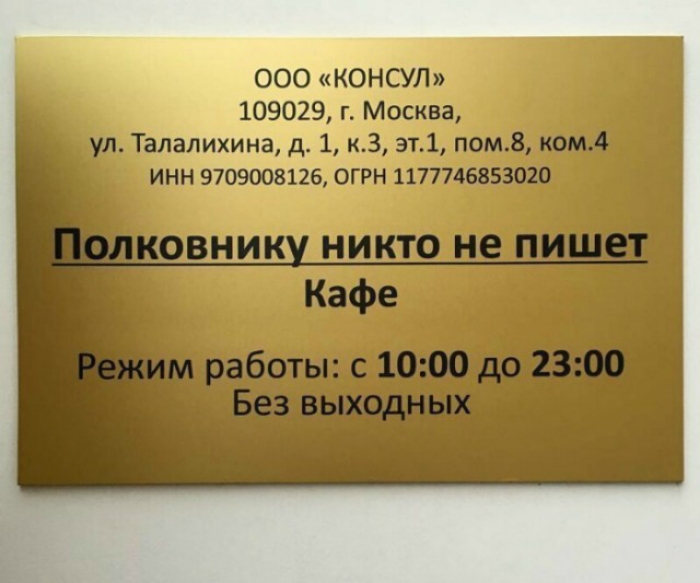 ООО «КОНСУЛ»
109029, г. Москва,
ул. Талалихина, д. 1, к.3, эт.1, пом.8, ком.4
ИНН 9709008126, ОГРН 1177746853020
Полковнику никто не пишет
Кафе
Режим работы: с 10:00 до 23:00
Без выходных